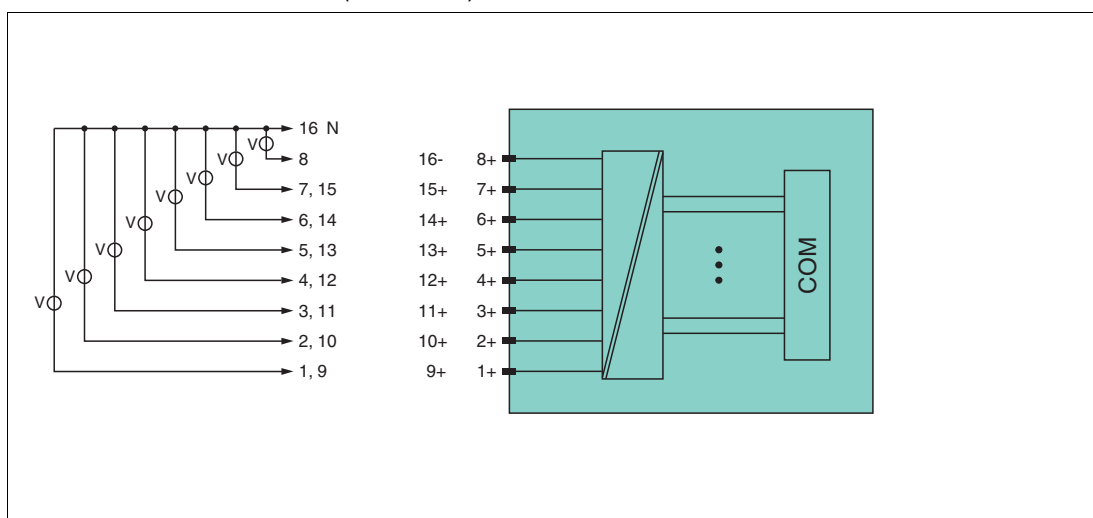 16 N
V 8 16- 8+
V 7, 15 15+ 7+
V 6, 14 14+ 6+
V 5, 13 13+ 5+
V 4, 12 12+ 4+
V 3, 11 11+ 3+
V 2, 10 10+ 2+
V 1, 9 9+ 1+
COM